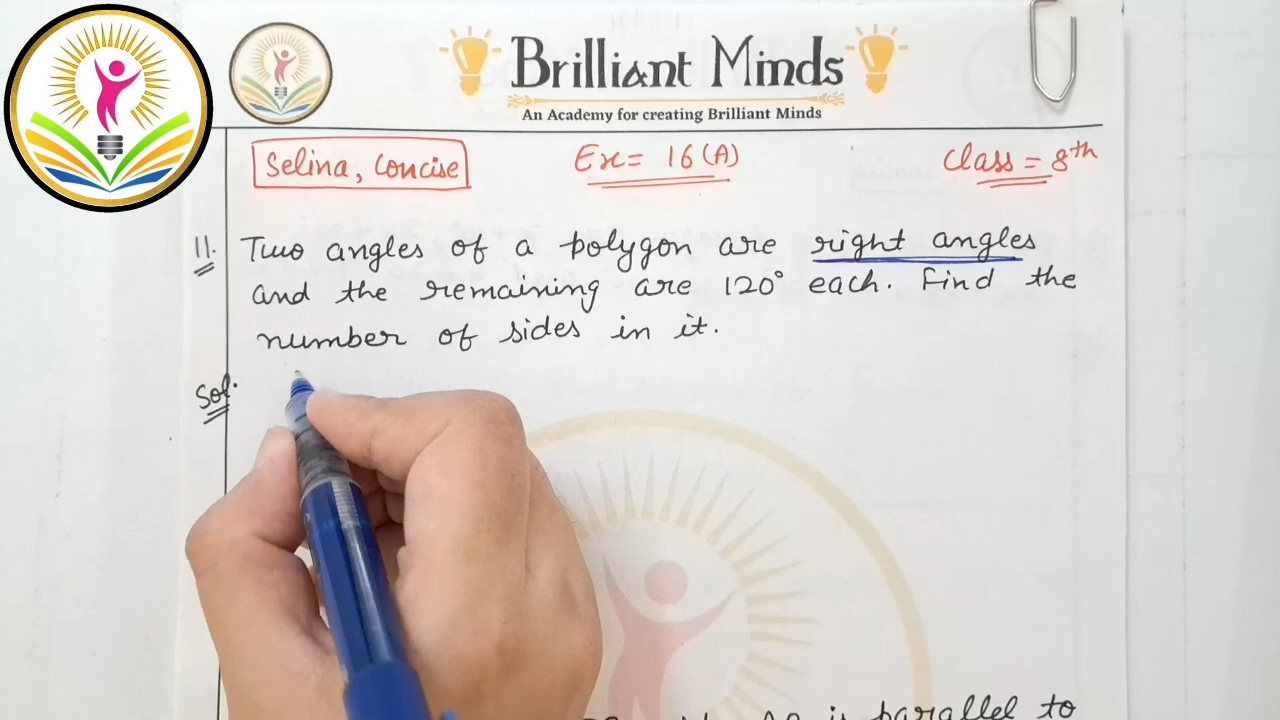 Brilliant Minds
An Academy for creating Brilliant Minds
Selina, Concise
Ex= 16(A)
Class = 8th
11. Two angles of a polygon are right angles
and the remaining are 120° each. Find the
number of sides in it.
Sol.
is parallel to